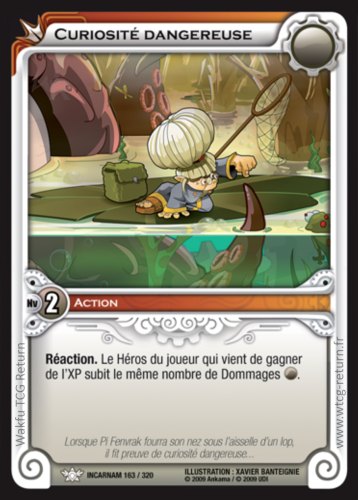 Curiosité dangereuse
Nv 2 Action
Réaction. Le Héros du joueur qui vient de gagner
de l'XP subit le même nombre de Dommages .
Lorsque Pi Fenvrak fourra son nez sous l'aisselle d'un lop,
il fit preuve de curiosité dangereuse...
INCARNAM 163 / 320
ILLUSTRATION : XAVIER BANTEIGNIE
© 2009 Ankama / © 2009 UDI
Wakfu TCG Return
www.wtcg-return.fr